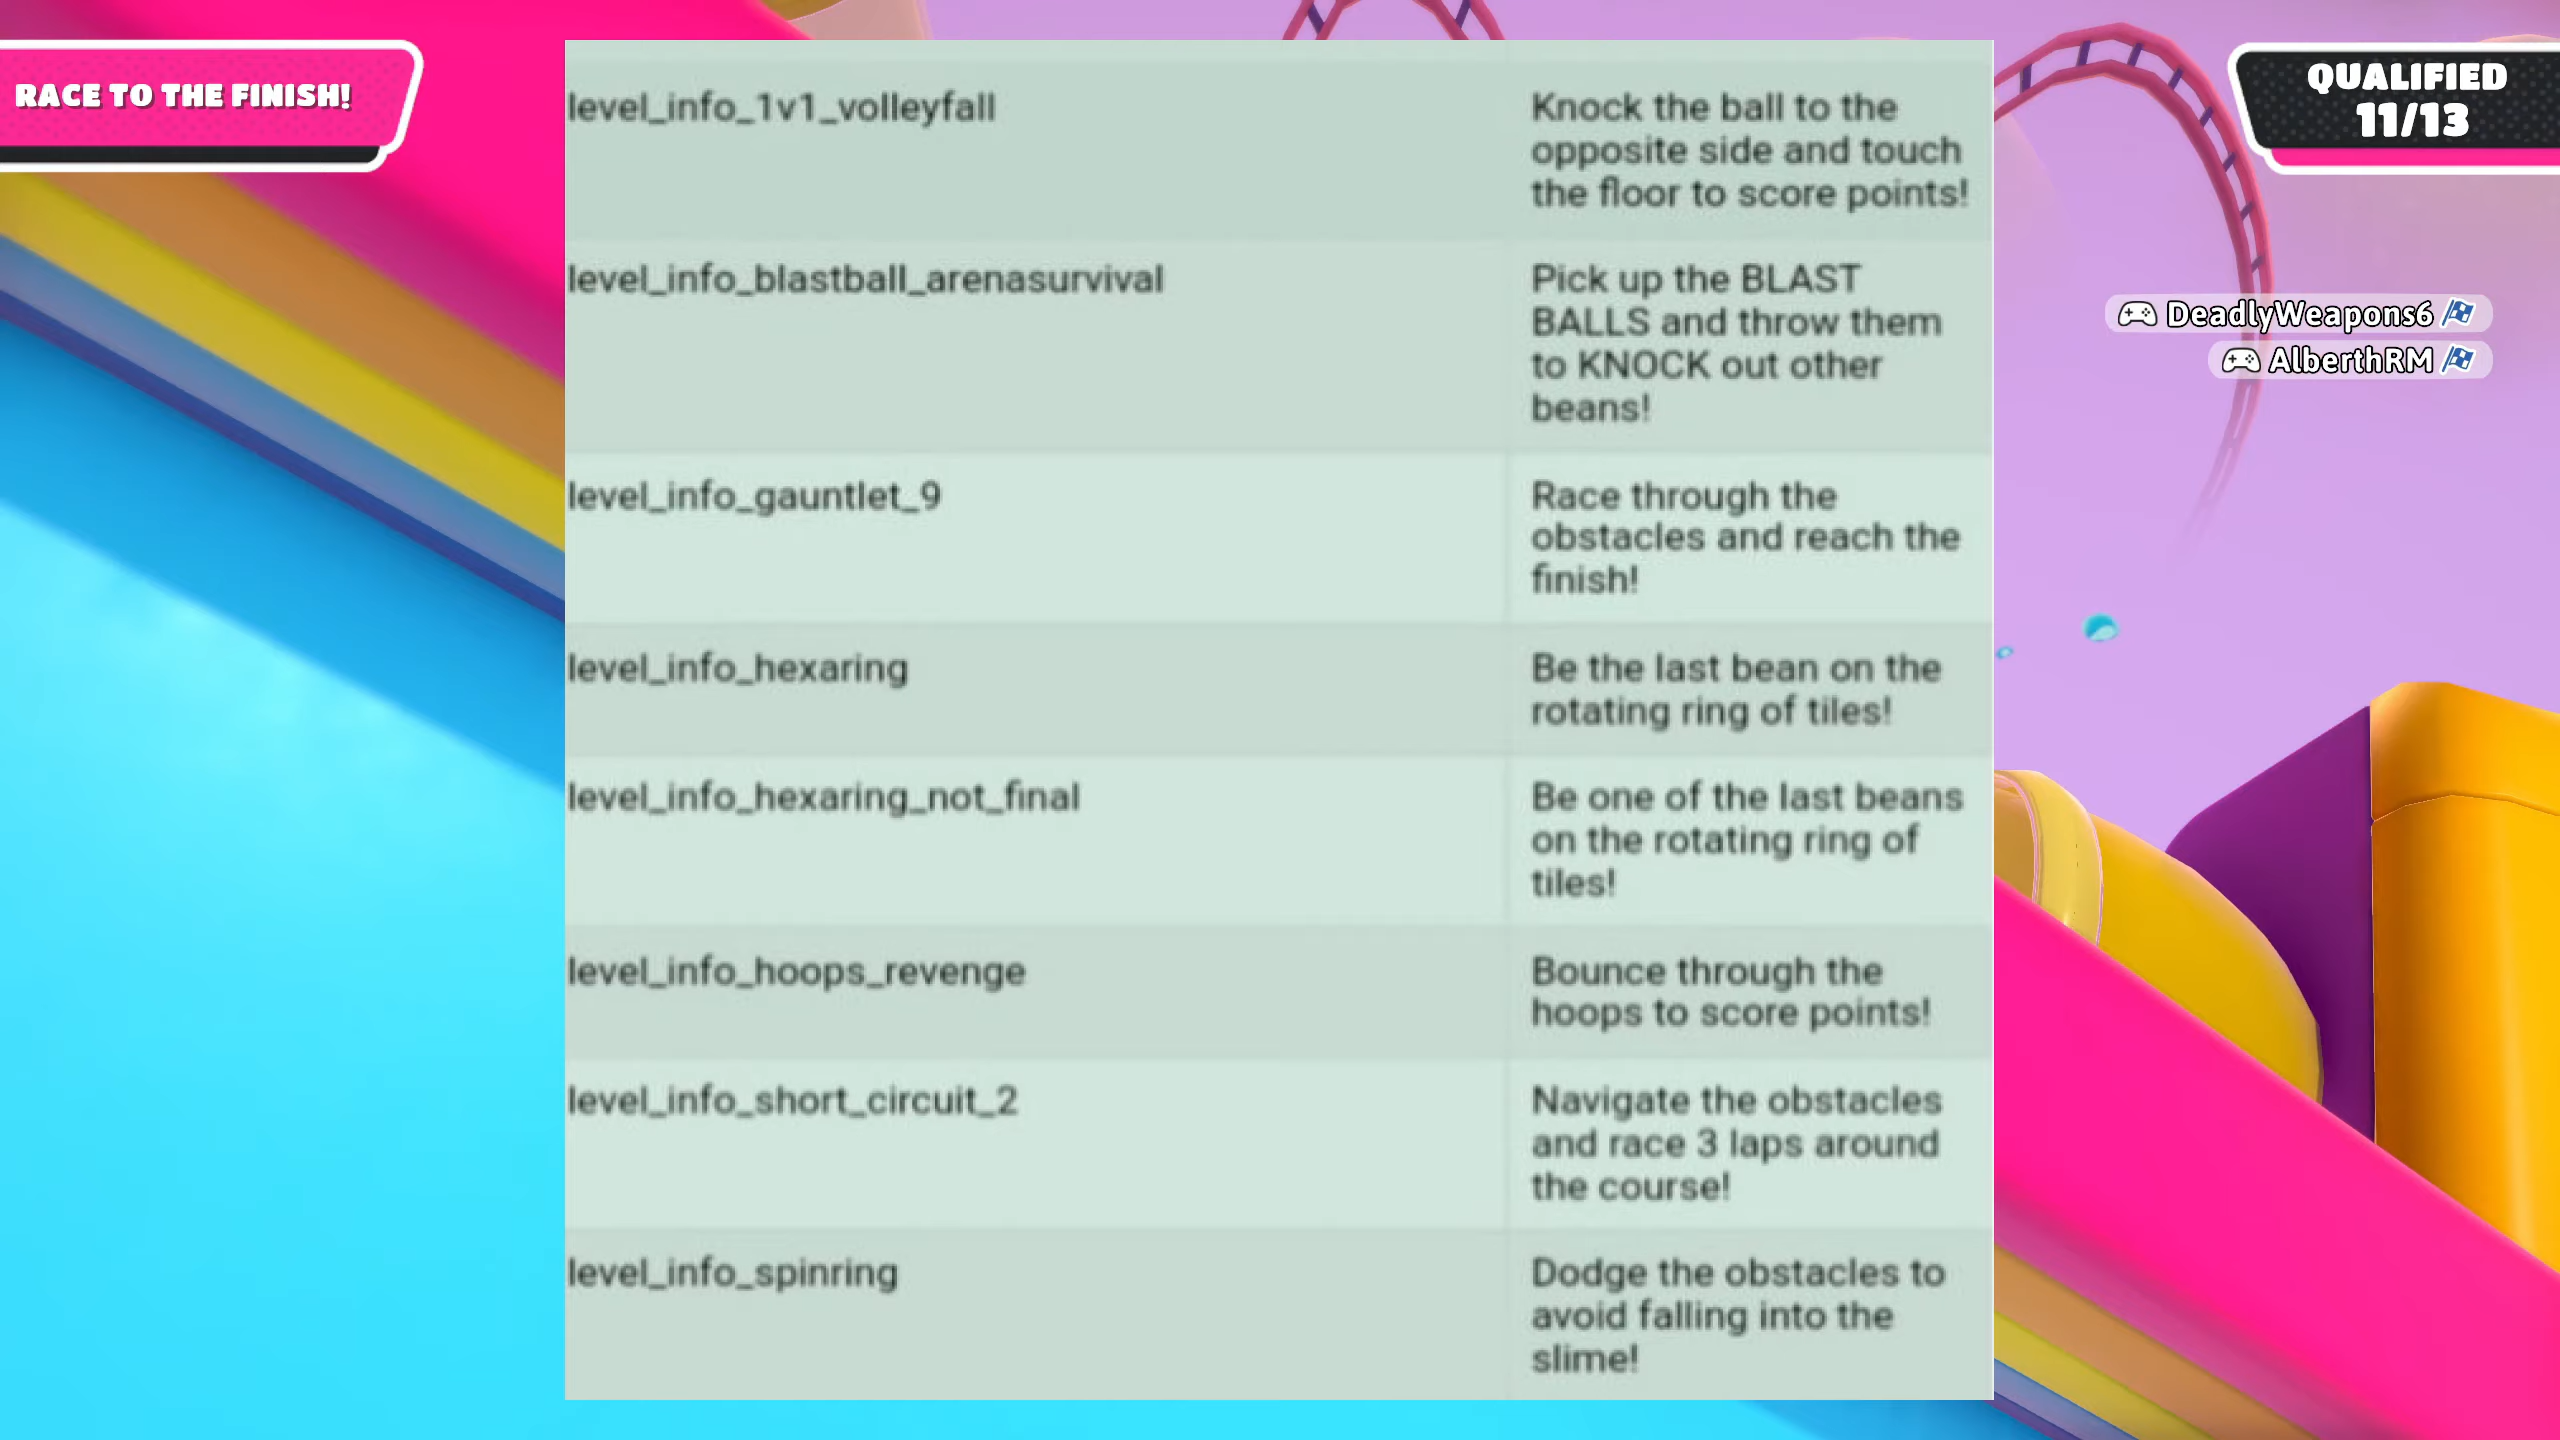 RACE TO THE FINISH!
QUALIFIED
11/13
DeadlyWeapons6
AlberthRM
level_info_1v1_volleyfall
Knock the ball to the
opposite side and touch
the floor to score points!
level_info_blastball_arenasurvival
Pick up the BLAST
BALLS and throw them
to KNOCK out other
beans!
level_info_gauntlet_9
Race through the
obstacles and reach the
finish!
level_info_hexaring
Be the last bean on the
rotating ring of tiles!
level_info_hexaring_not_final
Be one of the last beans
on the rotating ring of
tiles!
level_info_hoops_revenge
Bounce through the
hoops to score points!
level_info_short_circuit_2
Navigate the obstacles
and race 3 laps around
the course!
level_info_spinring
Dodge the obstacles to
avoid falling into the
slime!